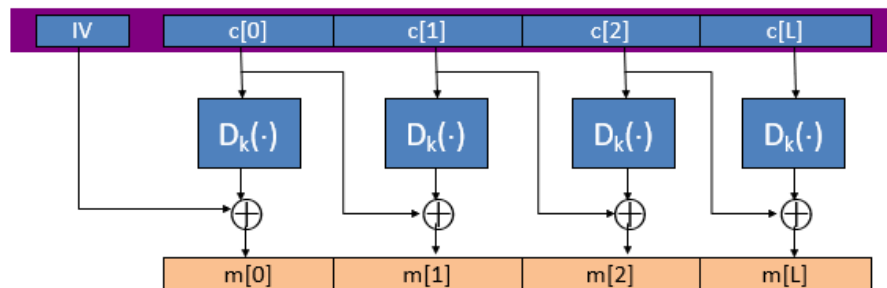 IV c[0] c[1] c[2] c[L]
Dₖ(·) Dₖ(·) Dₖ(·) Dₖ(·)
m[0] m[1] m[2] m[L]